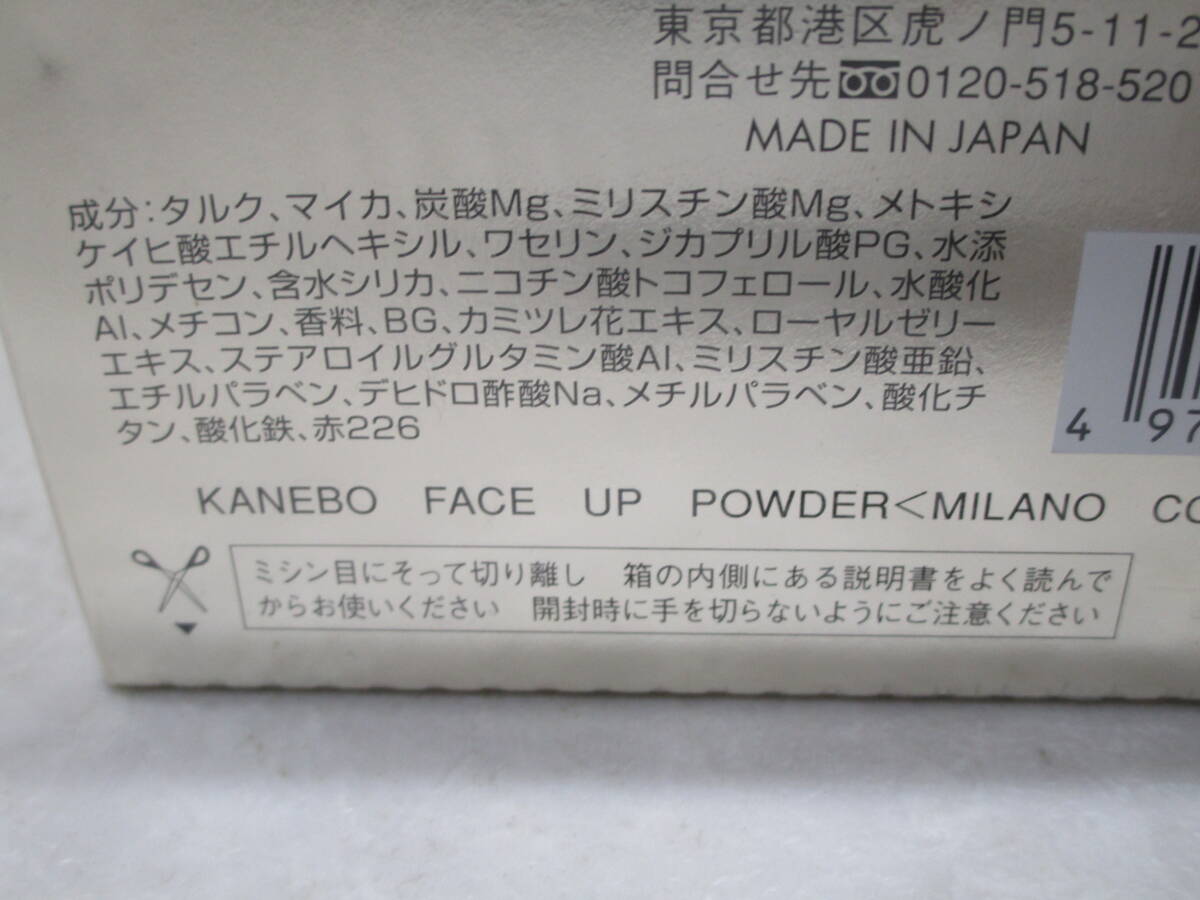 東京都港区虎ノ門5-11-2
問合せ先 0120-518-520
MADE IN JAPAN
成分:タルク、マイカ、炭酸Mg、ミリスチン酸Mg、メトキシ
ケイヒ酸エチルヘキシル、ワセリン、ジカプリル酸PG、水添
ポリデセン、含水シリカ、ニコチン酸トコフェロール、水酸化
Al、メチコン、香料、BG、カミツレ花エキス、ローヤルゼリー
エキス、ステアロイルグルタミン酸Al、ミリスチン酸亜鉛、
エチルパラベン、デヒドロ酢酸Na、メチルパラベン、酸化チ
タン、酸化鉄、赤226
4 97
KANEBO FACE UP POWDER<MILANO CO
ミシン目にそって切り離し 箱の内側にある説明書をよく読んで
からお使いください 開封時に手を切らないようにご注意ください